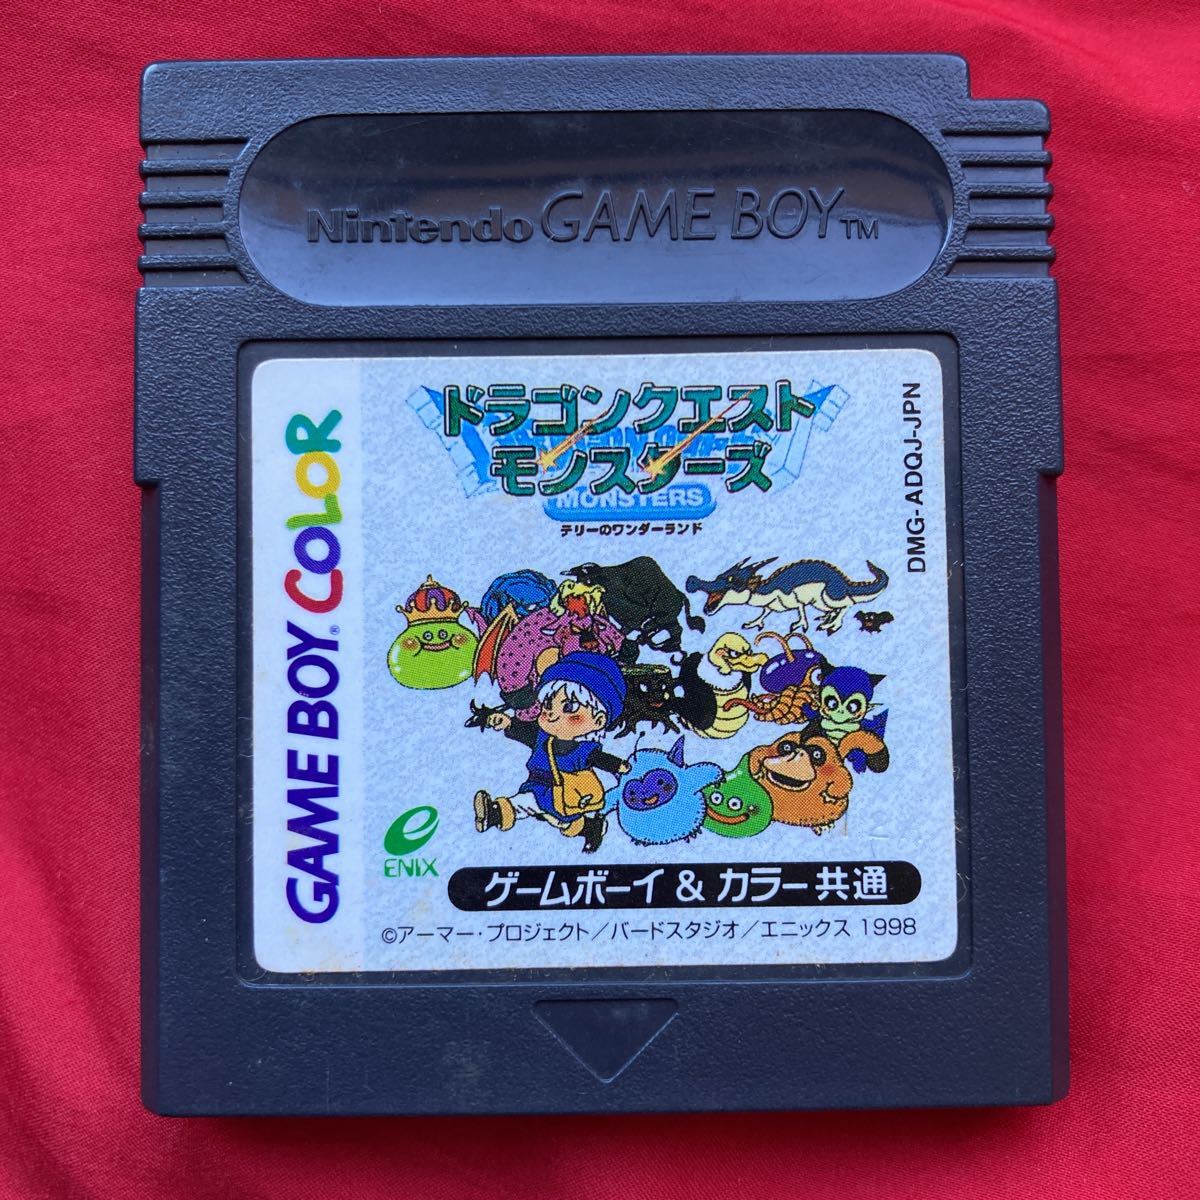 Nintendo GAME BOY TM
ドラゴンクエスト
モンスターズ
MONSTERS
テリーのワンダーランド
DMG-ADQJ-JPN
GAME BOY COLOR
®
ENIX
ゲームボーイ & カラー共通
©アーマー・プロジェクト/バードスタジオ/エニックス 1998